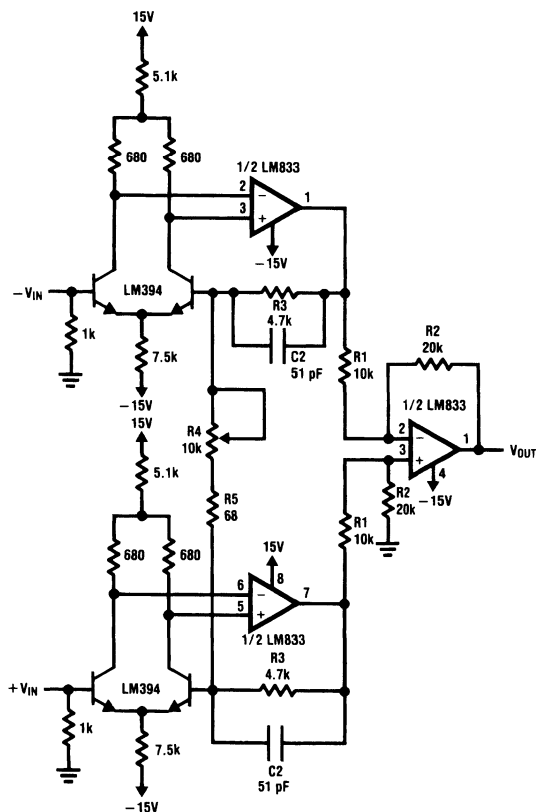 15V
5.1k
680
680
1/2 LM833
2
−
1
3
+
−15V
−VIN
LM394
R3
4.7k
1k
C2
51 pF
7.5k
R1
10k
R2
20k
−15V
15V
1/2 LM833
R4
10k
2
−
1
VOUT
3
+
4
5.1k
R2
20k
−15V
R5
68
R1
10k
680
680
15V
8
6
−
7
5
+
1/2 LM833
R3
4.7k
+VIN
LM394
1k
7.5k
C2
51 pF
−15V